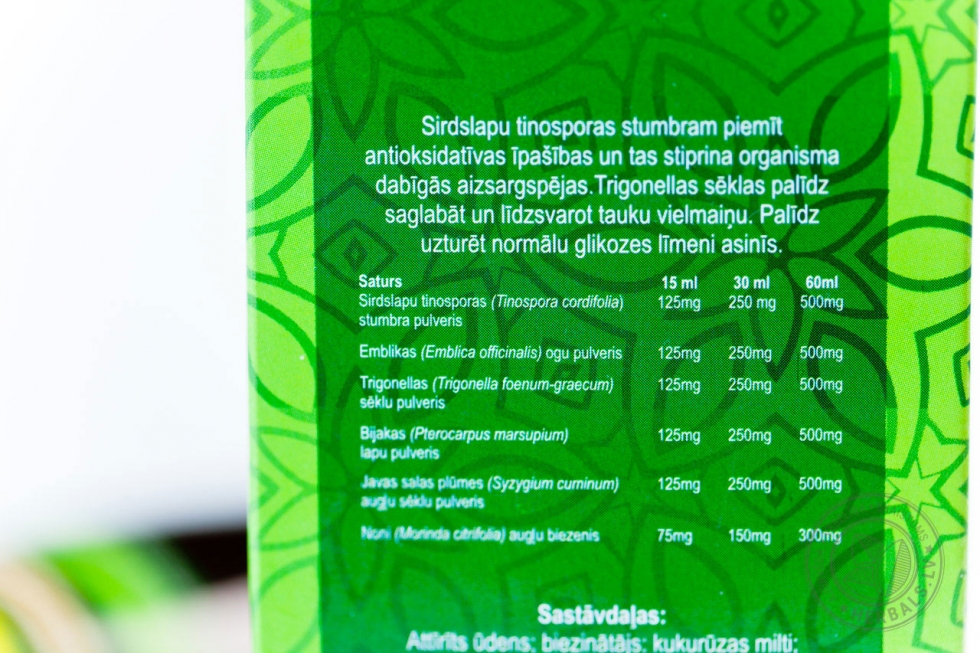 Sirdslapu tinosporas stumbram piemīt
antioksidatīvas īpašības un tas stiprina organisma
dabīgās aizsargspējas.Trigonellas sēklas palīdz
saglabāt un līdzsvarot tauku vielmaiņu. Palīdz
uzturēt normālu glikozes līmeni asinīs.
Saturs 15 ml 30 ml 60ml
Sirdslapu tinosporas (Tinospora cordifolia) 125mg 250 mg 500mg
stumbra pulveris
Emblikas (Emblica officinalis) ogu pulveris 125mg 250mg 500mg
Trigonellas (Trigonella foenum-graecum) 125mg 250mg 500mg
sēklu pulveris
Bijakas (Pterocarpus marsupium) 125mg 250mg 500mg
lapu pulveris
Javas salas plūmes (Syzygium cuminum) 125mg 250mg 500mg
augļu sēklu pulveris
Noni (Morinda citrifolia) augļu biezenis 75mg 150mg 300mg
Sastāvdaļas:
Attīrīts ūdens; biezinātājs: kukurūzas milti;